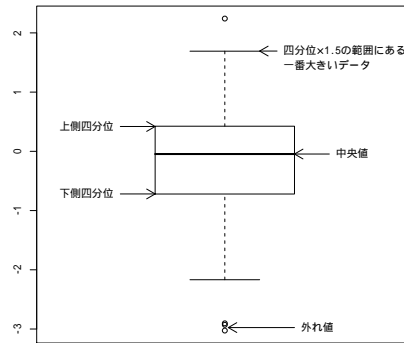 2
1
0
-1
-2
-3
四分位×1.5の範囲にある
一番大きいデータ
上側四分位
中央値
下側四分位
外れ値